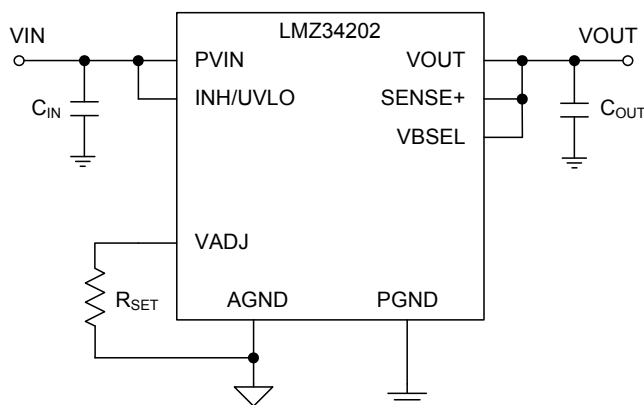 LMZ34202
VIN
VOUT
PVIN
VOUT
INH/UVLO
SENSE+
CIN
COUT
VBSEL
VADJ
RSET
AGND
PGND